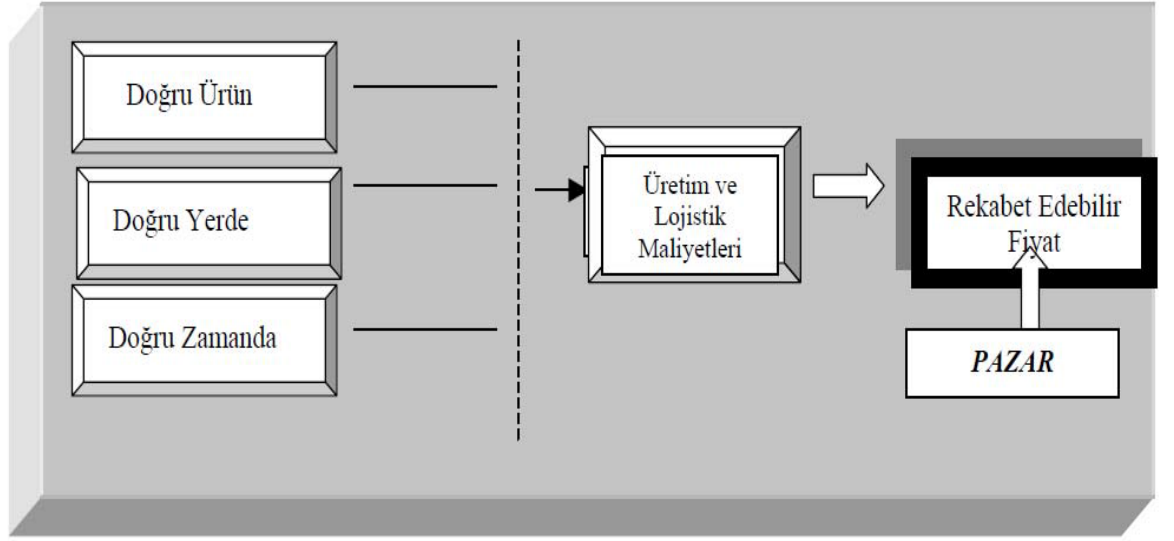 Doğru Ürün
Doğru Yerde
Doğru Zamanda
Üretim ve
Lojistik
Maliyetleri
Rekabet Edebilir
Fiyat
PAZAR